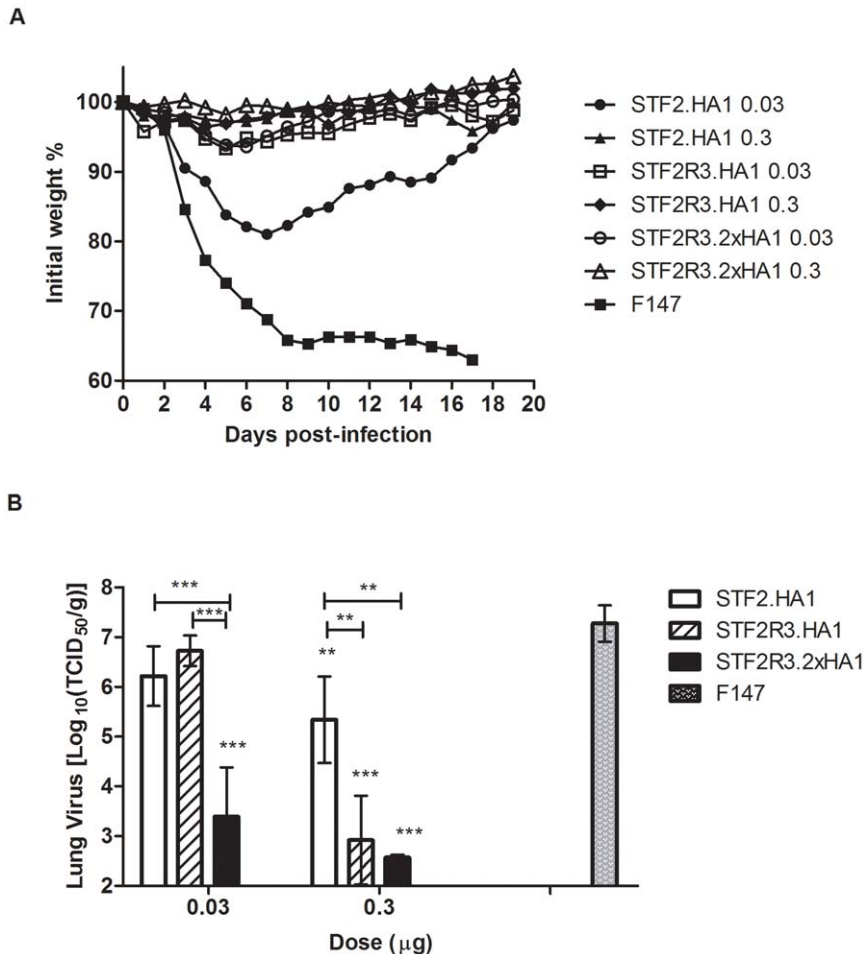 A
100
90
80
70
60
Initial weight %
0 2 4 6 8 10 12 14 16 18 20
Days post-infection
STF2.HA1 0.03
STF2.HA1 0.3
STF2R3.HA1 0.03
STF2R3.HA1 0.3
STF2R3.2xHA1 0.03
STF2R3.2xHA1 0.3
F147
B
8
7
6
5
4
3
2
Lung Virus [Log10(TCID50/g)]
*** **
*** **
**
*** ***
***
0.03 0.3
Dose (µg)
STF2.HA1
STF2R3.HA1
STF2R3.2xHA1
F147